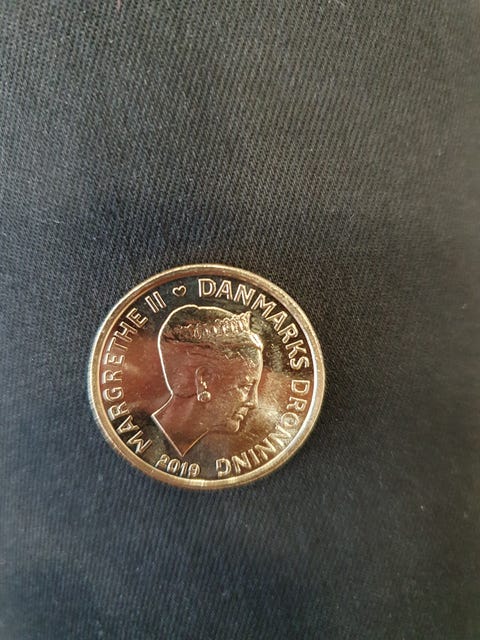 MARGRETHE II ♥ DANMARKS DRONNING
2019